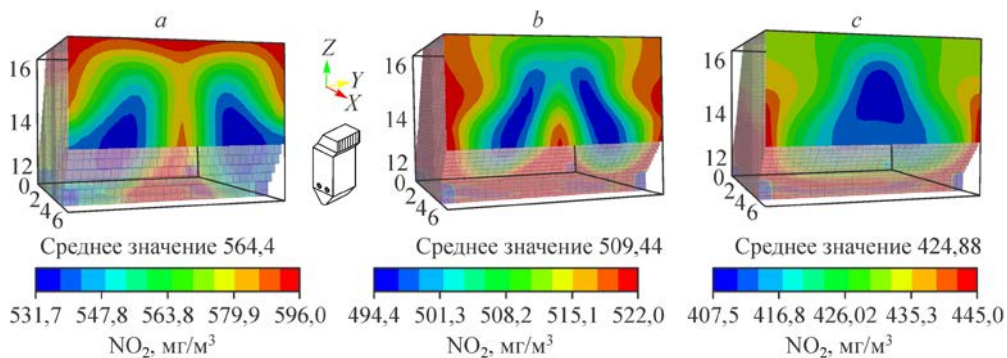 a
b
c
16
14
12
0
2
4
6
Z
Y
X
16
14
12
0
2
4
6
16
14
12
0
2
4
6
Среднее значение 564,4
Среднее значение 509,44
Среднее значение 424,88
531,7 547,8 563,8 579,9 596,0
494,4 501,3 508,2 515,1 522,0
407,5 416,8 426,02 435,3 445,0
NO₂, мг/м³
NO₂, мг/м³
NO₂, мг/м³